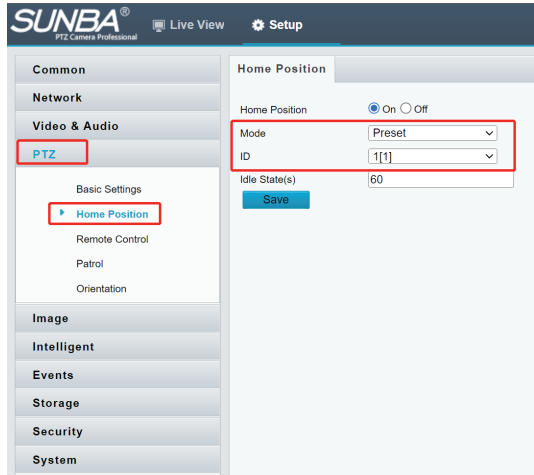 SUNBA®
PTZ Camera Professional
Live View
Setup
Common
Network
Video & Audio
PTZ
Basic Settings
Home Position
Remote Control
Patrol
Orientation
Image
Intelligent
Events
Storage
Security
System
Home Position
Home Position On Off
Mode Preset
ID 1[1]
Idle State(s) 60
Save